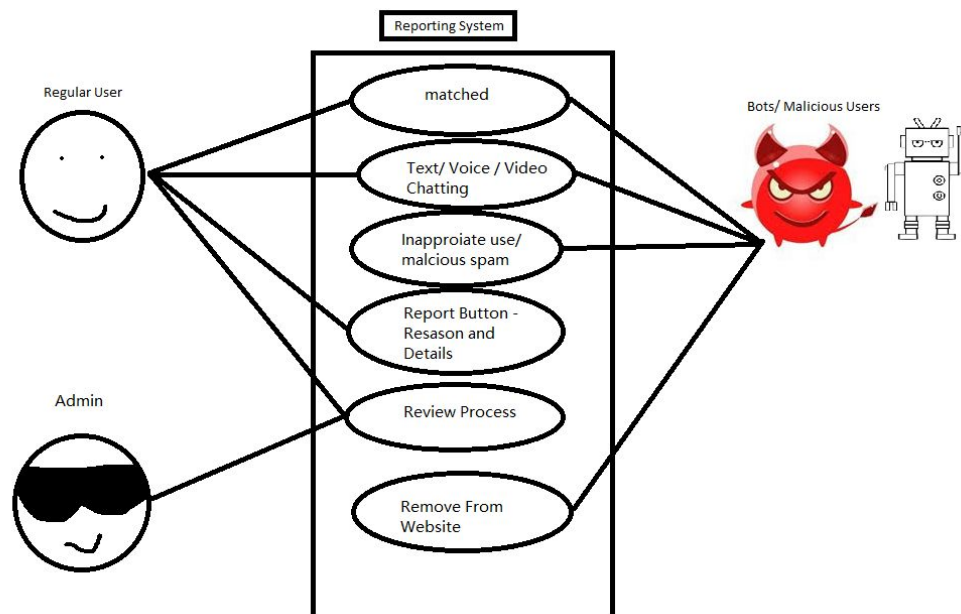 Reporting System
Regular User
matched
Bots/ Malicious Users
Text/ Voice / Video
Chatting
Inapproiate use/
malcious spam
Report Button -
Resason and
Details
Admin
Review Process
Remove From
Website